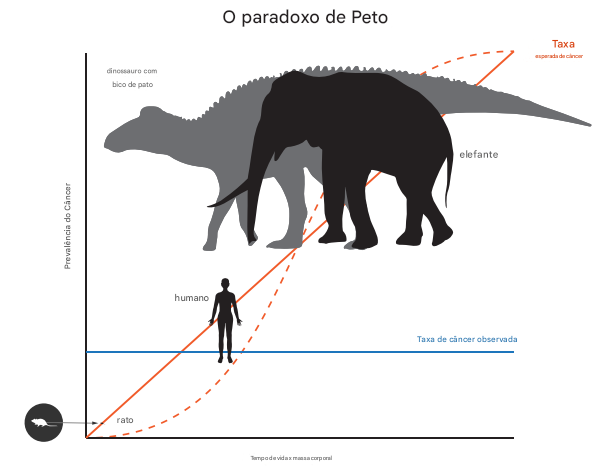 O paradoxo de Peto
Taxa
esperada de câncer
dinossauro com
bico de pato
elefante
Prevalência do Câncer
humano
Taxa de câncer observada
rato
Tempo de vida x massa corporal